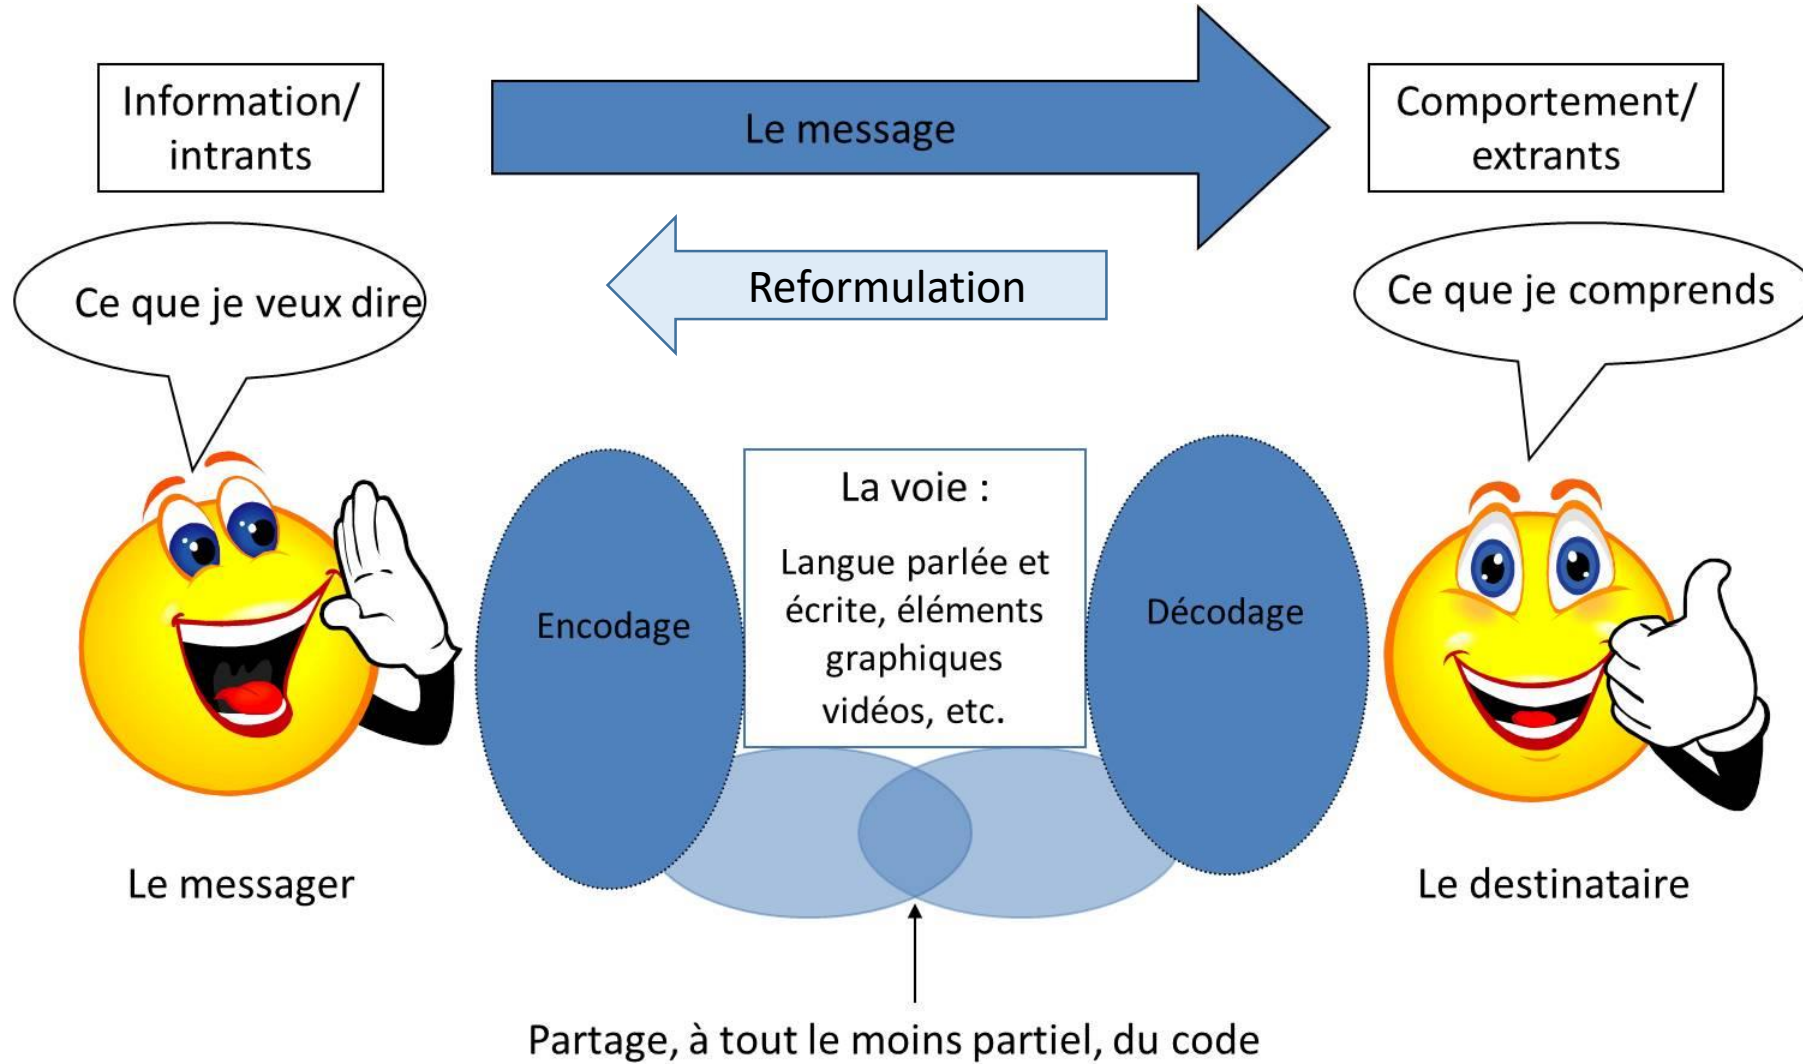 Information/
intrants
Le message
Comportement/
extrants
Ce que je veux dire
Reformulation
Ce que je comprends
Encodage
La voie :
Langue parlée et
écrite, éléments
graphiques
vidéos, etc.
Décodage
Le messager
Le destinataire
Partage, à tout le moins partiel, du code